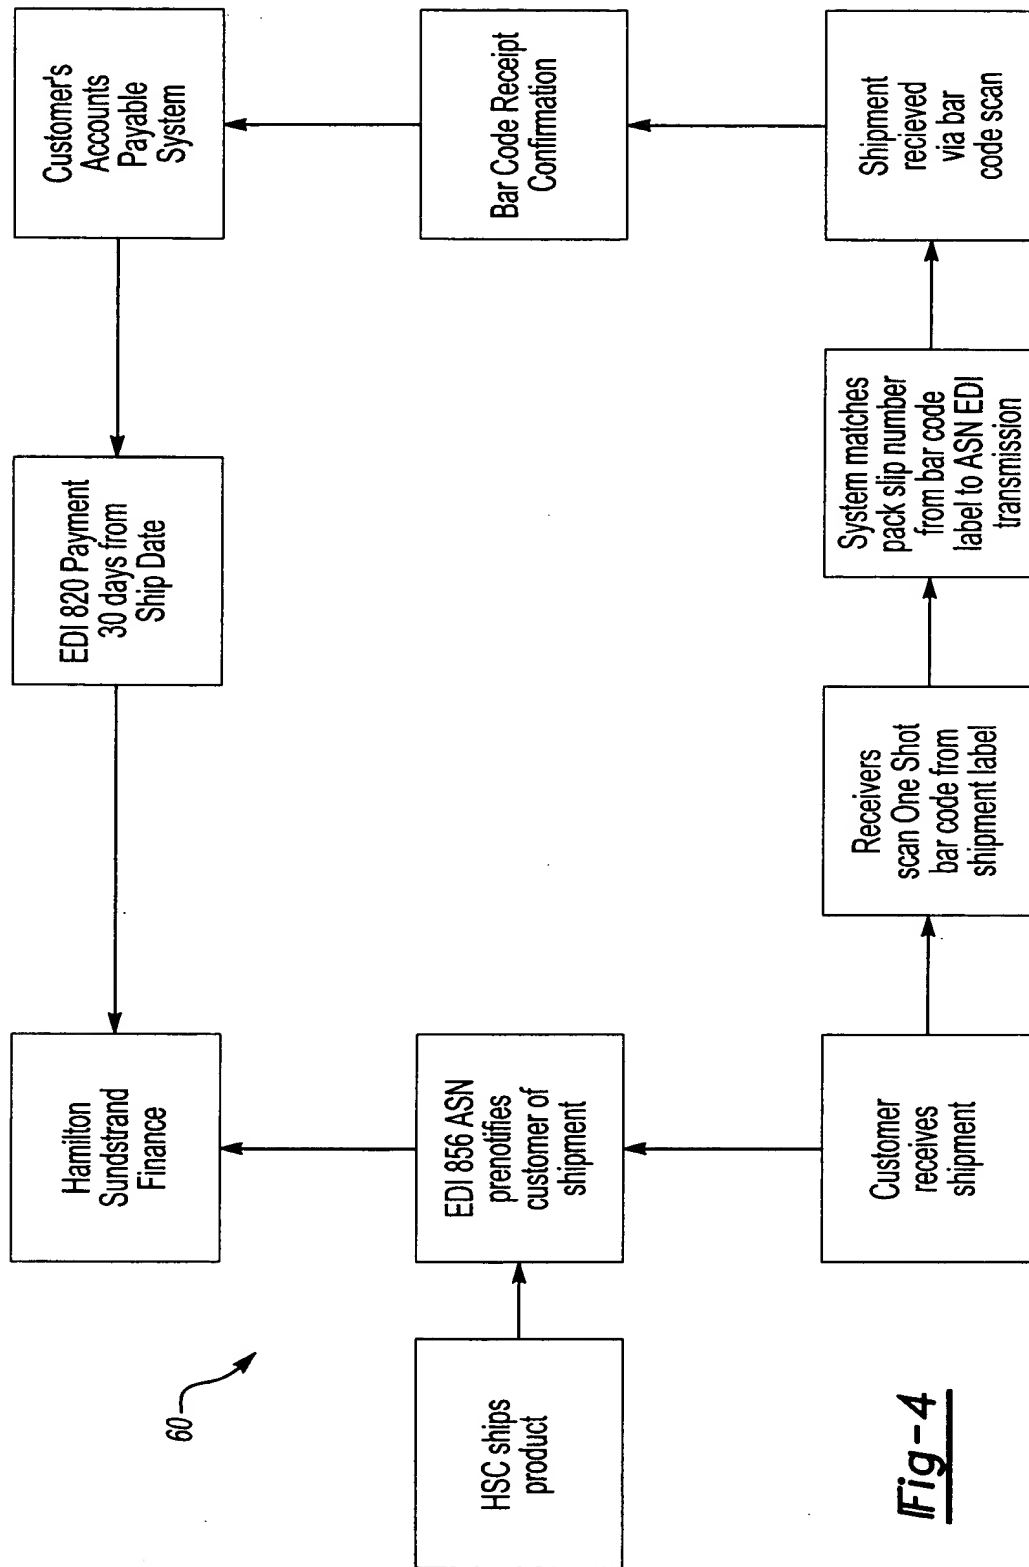 60
Hamilton
Sundstrand
Finance
EDI 820 Payment
30 days from
Ship Date
Customer's
Accounts
Payable
System
HSC ships
product
EDI 856 ASN
prenotifies
customer of
shipment
Bar Code Receipt
Confirmation
Customer
receives
shipment
Receivers
scan One Shot
bar code from
shipment label
System matches
pack slip number
from bar code
label to ASN EDI
transmission
Shipment
recieved
via bar
code scan
Fig-4